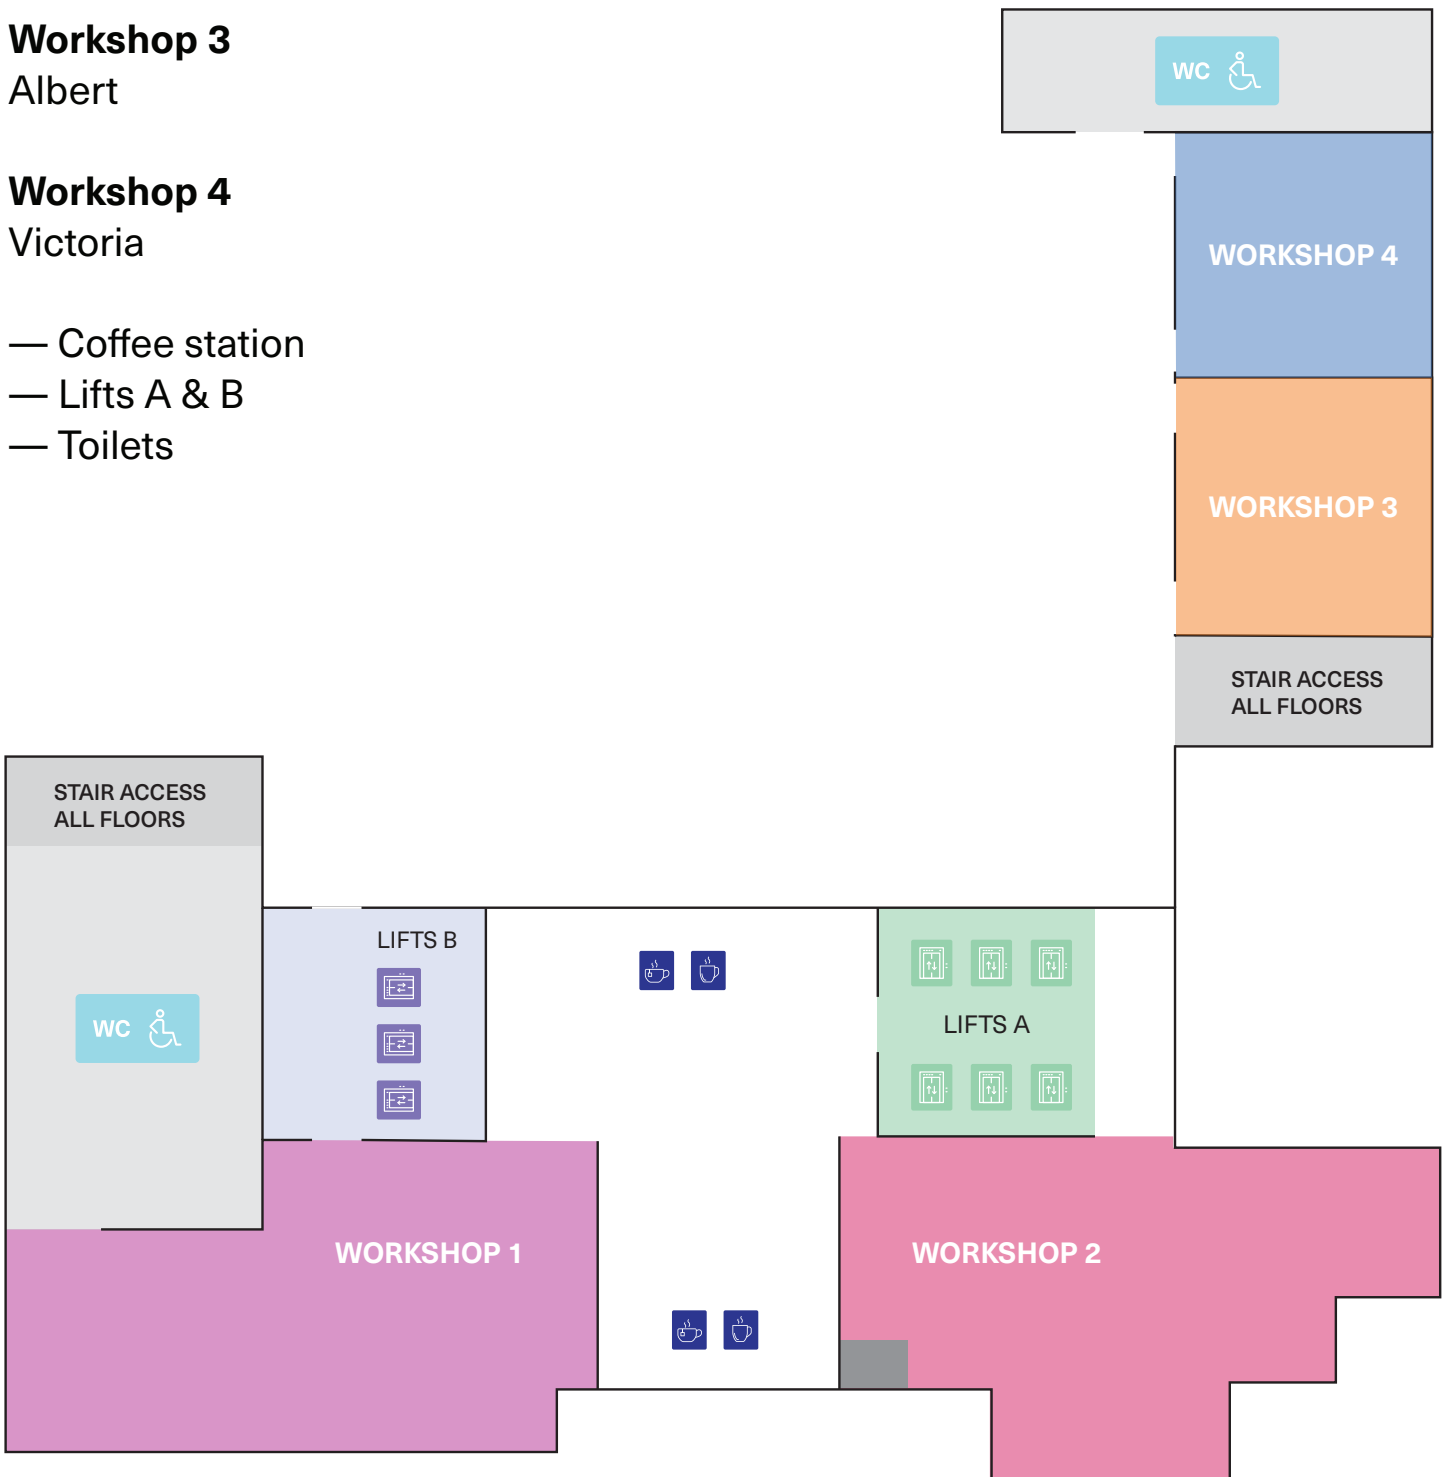 Workshop 3
Albert
Workshop 4
Victoria
— Coffee station
— Lifts A & B
— Toilets
WC
WORKSHOP 4
WORKSHOP 3
STAIR ACCESS
ALL FLOORS
STAIR ACCESS
ALL FLOORS
LIFTS B
LIFTS A
WC
WORKSHOP 1
WORKSHOP 2